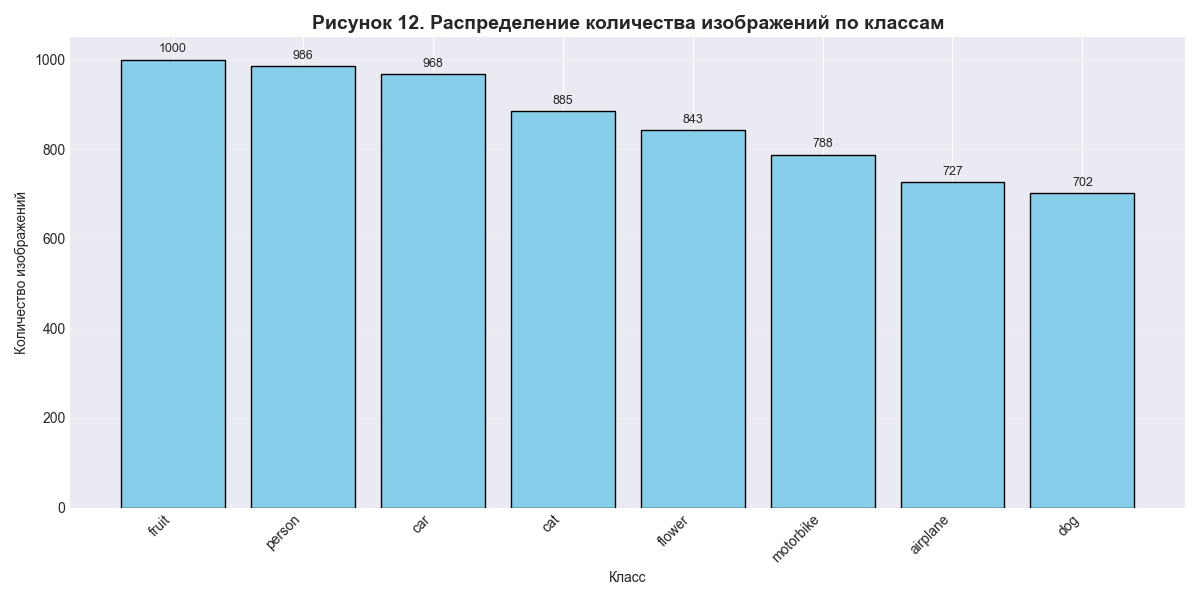 Рисунок 12. Распределение количества изображений по классам
Количество изображений
1000
800
600
400
200
0
1000
986
968
885
843
788
727
702
fruit
person
car
cat
flower
motorbike
airplane
dog
Класс